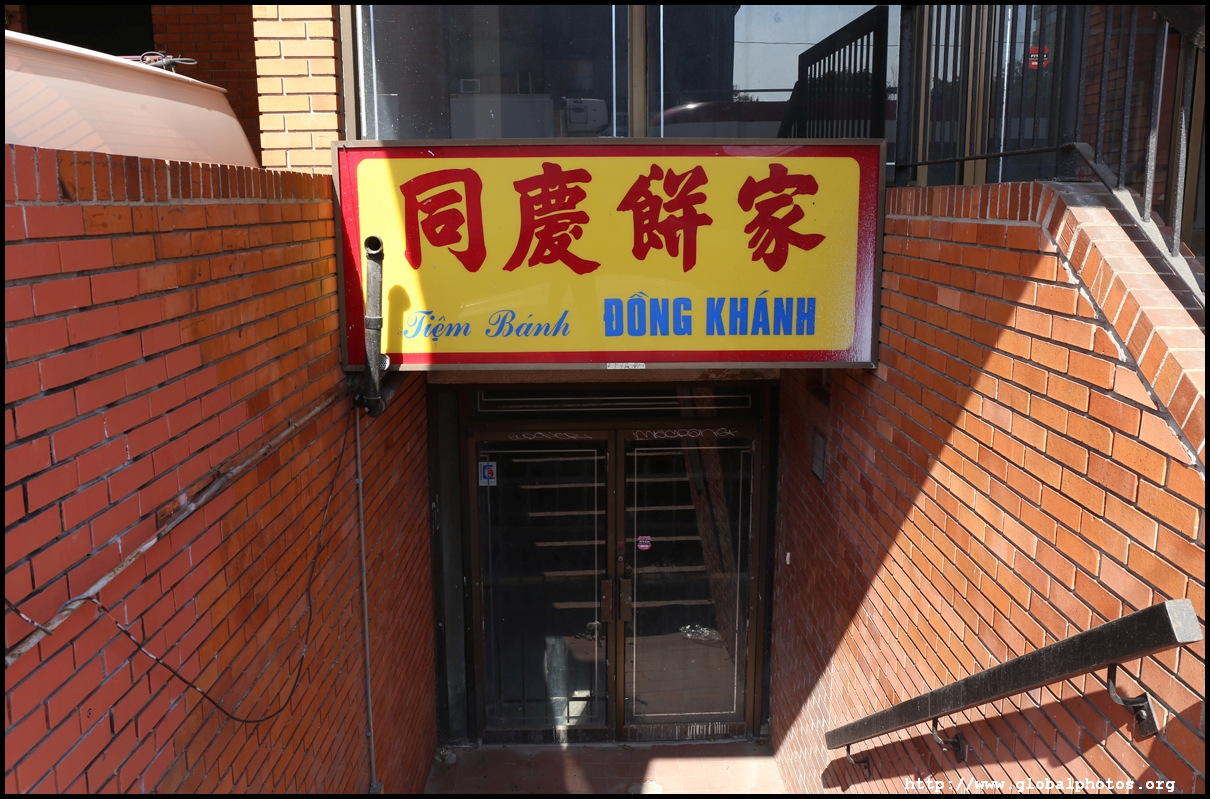 同慶餅家
Tiệm Bánh ĐỒNG KHÁNH
http://www.globalphotos.org